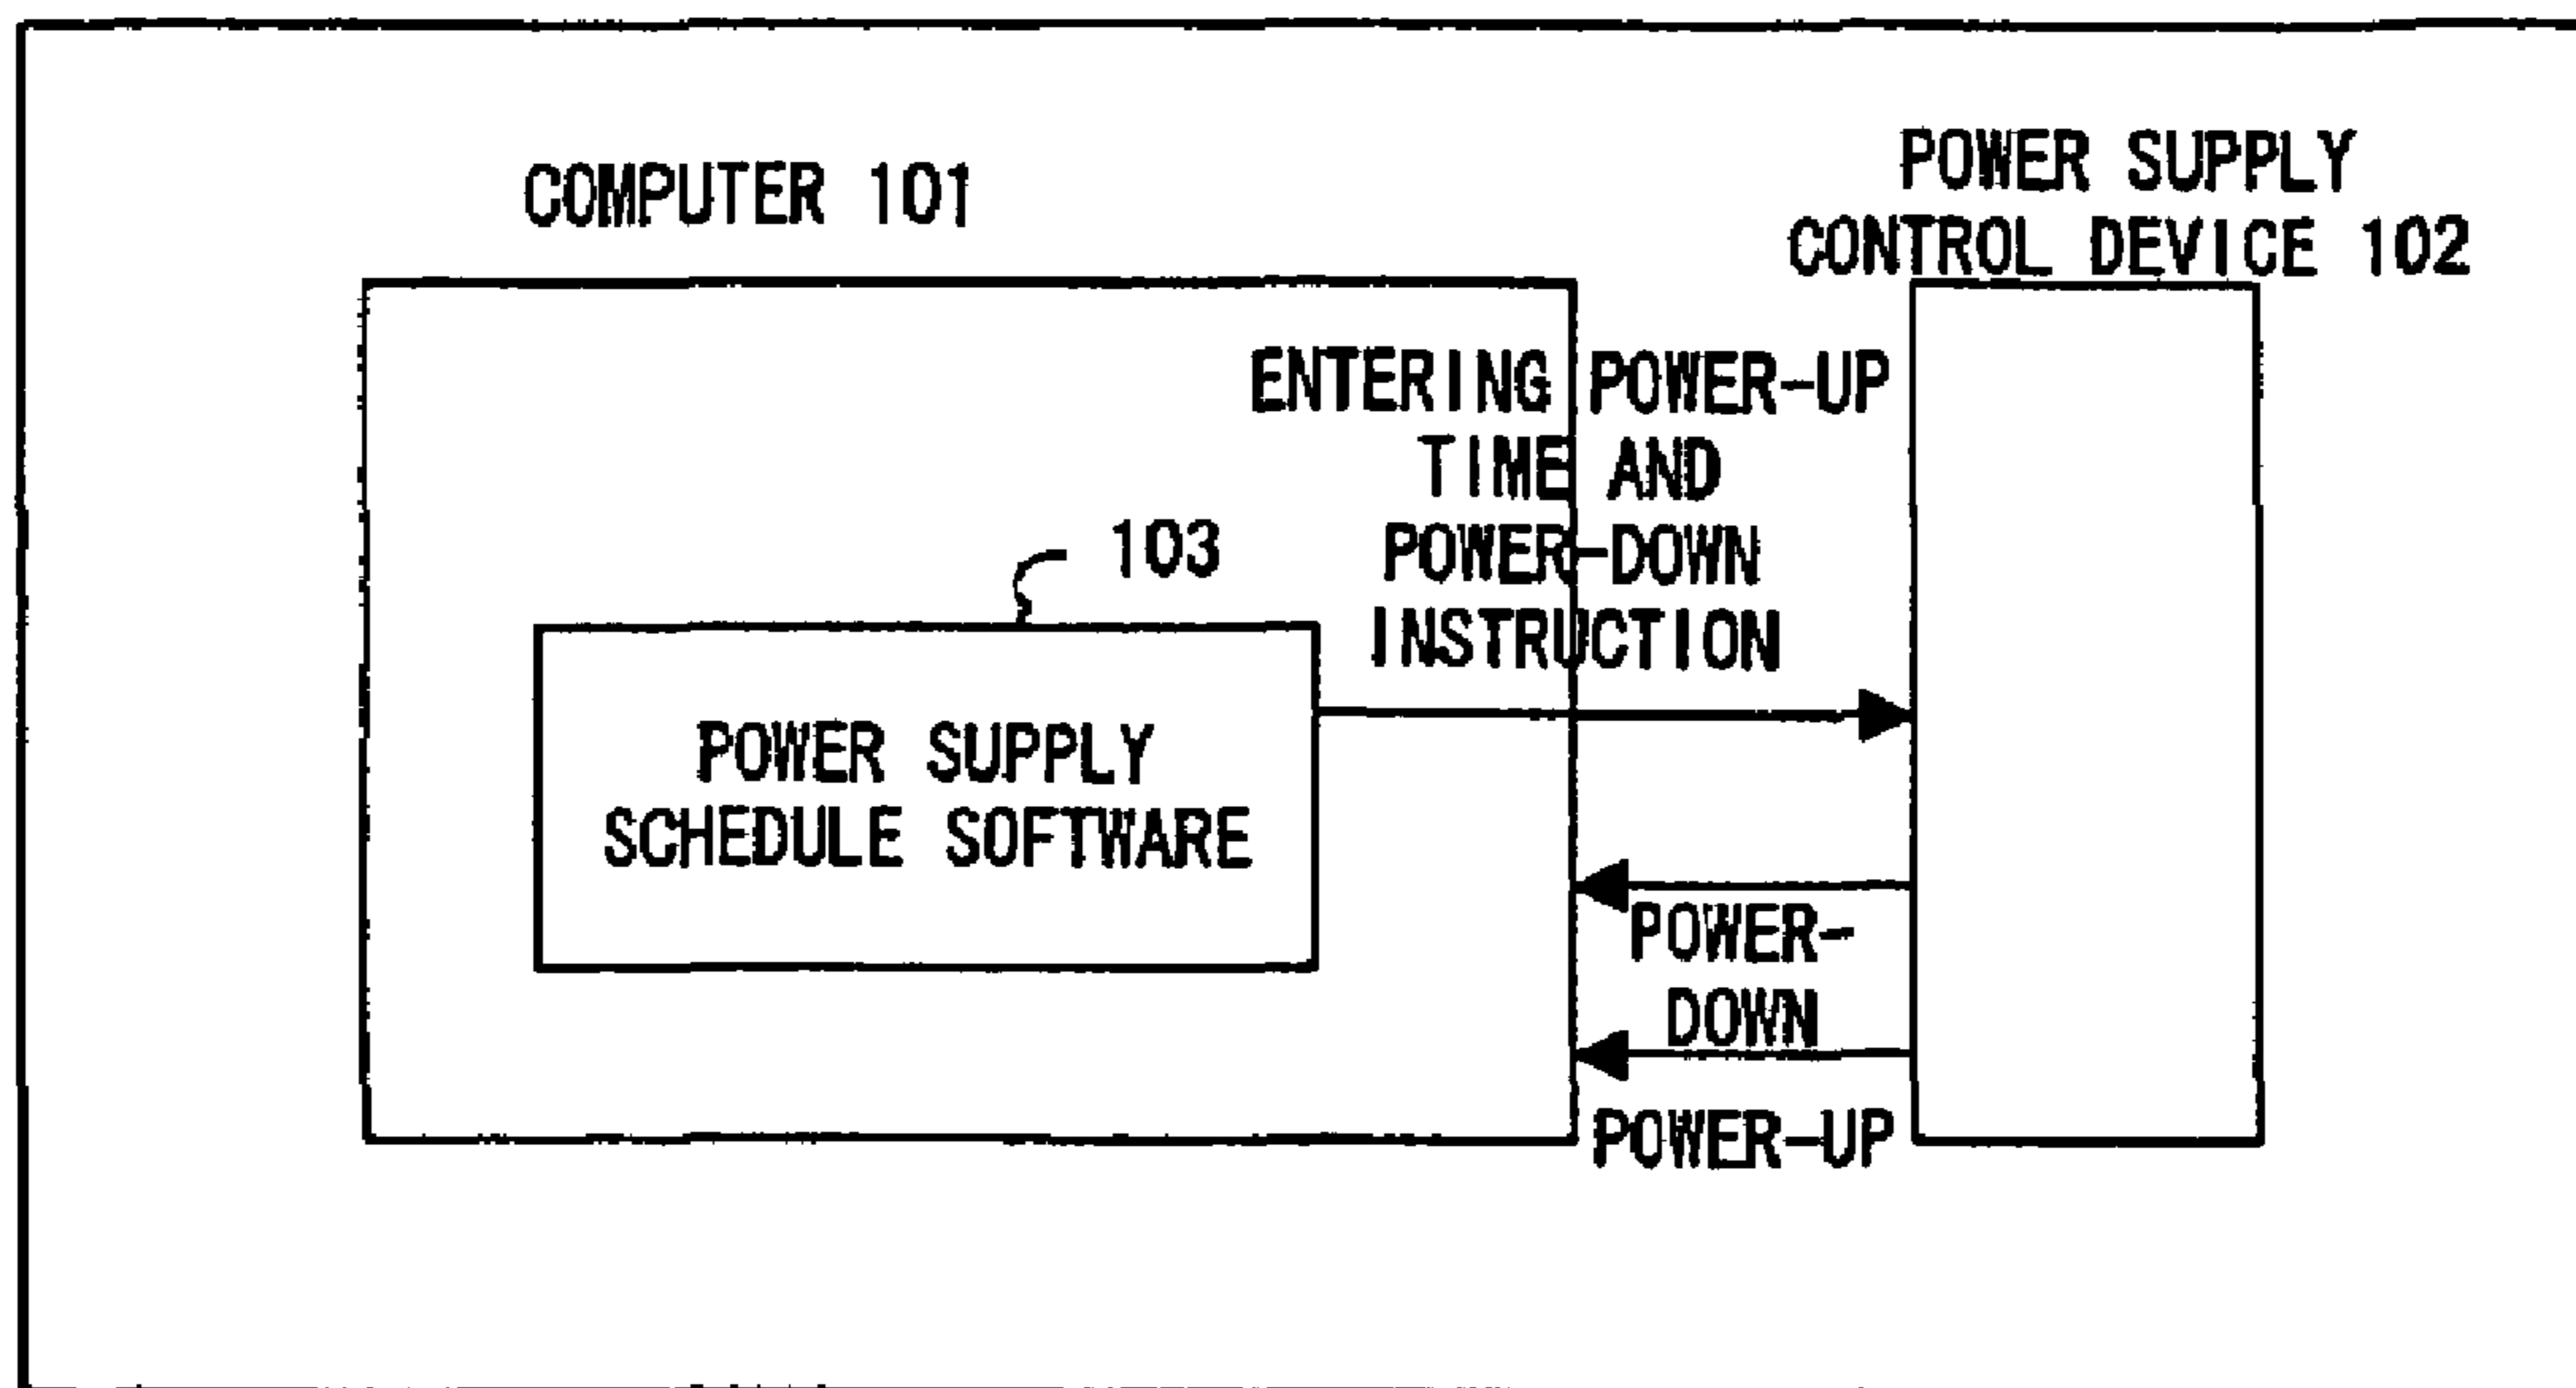 COMPUTER 101
POWER SUPPLY
CONTROL DEVICE 102
ENTERING POWER-UP
TIME AND
POWER-DOWN
INSTRUCTION
103
POWER SUPPLY
SCHEDULE SOFTWARE
POWER-
DOWN
POWER-UP